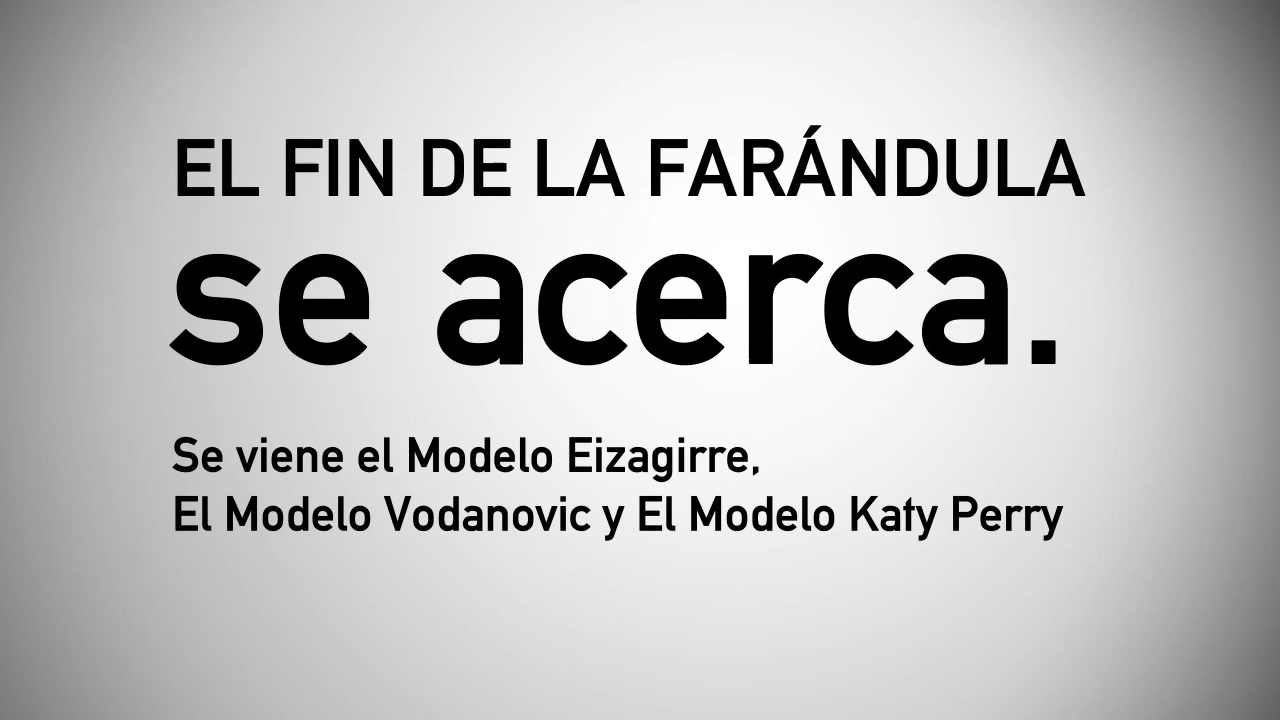 EL FIN DE LA FARÁNDULA
se acerca.
Se viene el Modelo Eizagirre,
El Modelo Vodanovic y El Modelo Katy Perry